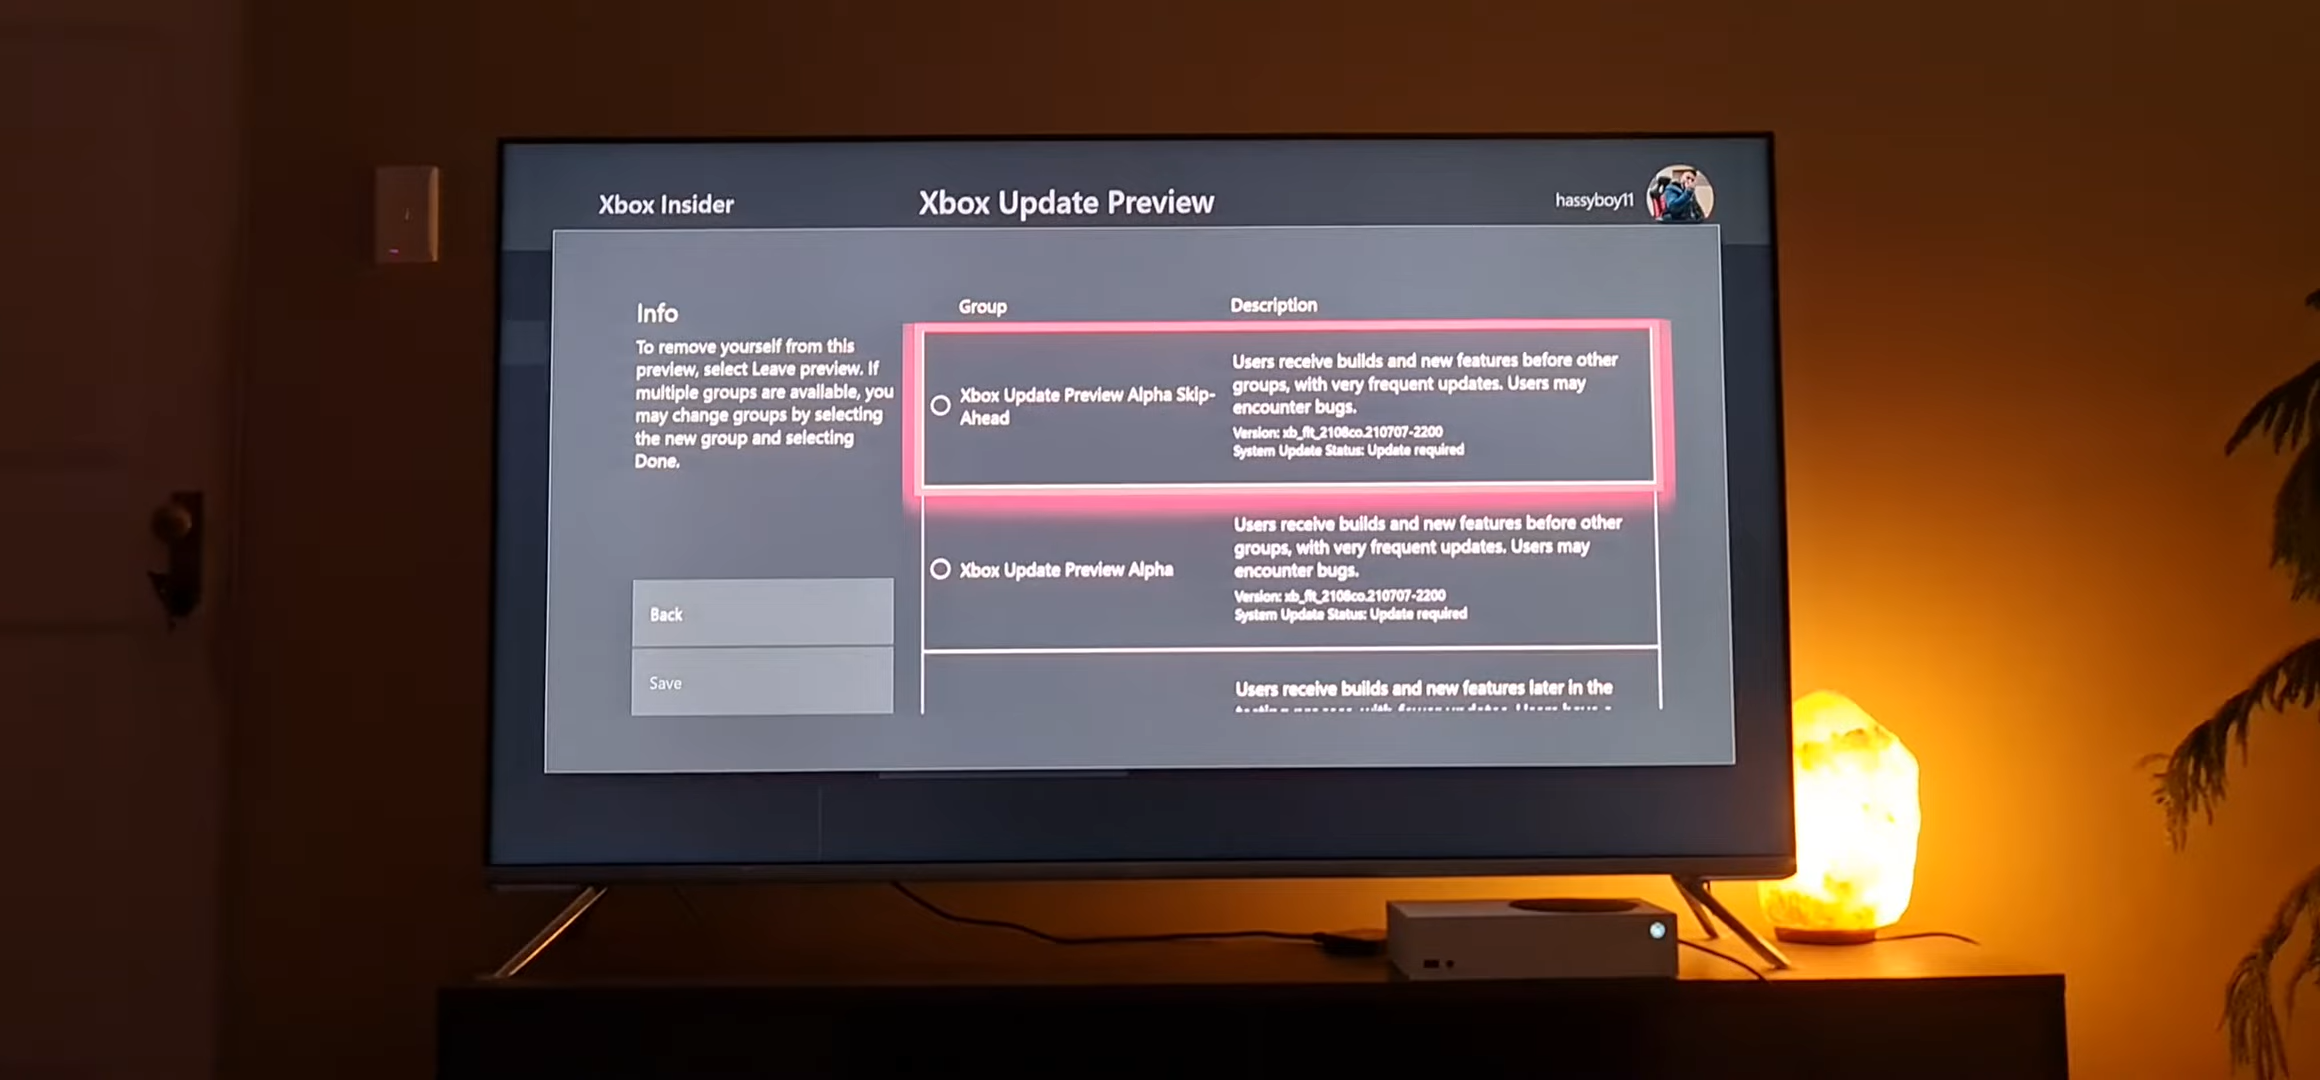 Xbox Insider
Xbox Update Preview
hassyboy11
Info
To remove yourself from this
preview, select Leave preview. If
multiple groups are available, you
may change groups by selecting
the new group and selecting
Done.
Back
Save
Group
Description
Xbox Update Preview Alpha Skip-
Ahead
Users receive builds and new features before other
groups, with very frequent updates. Users may
encounter bugs.
Version: xb_flt_2108co.210707-2200
System Update Status: Update required
Xbox Update Preview Alpha
Users receive builds and new features before other
groups, with very frequent updates. Users may
encounter bugs.
Version: xb_flt_2108co.210707-2200
System Update Status: Update required
Users receive builds and new features later in the